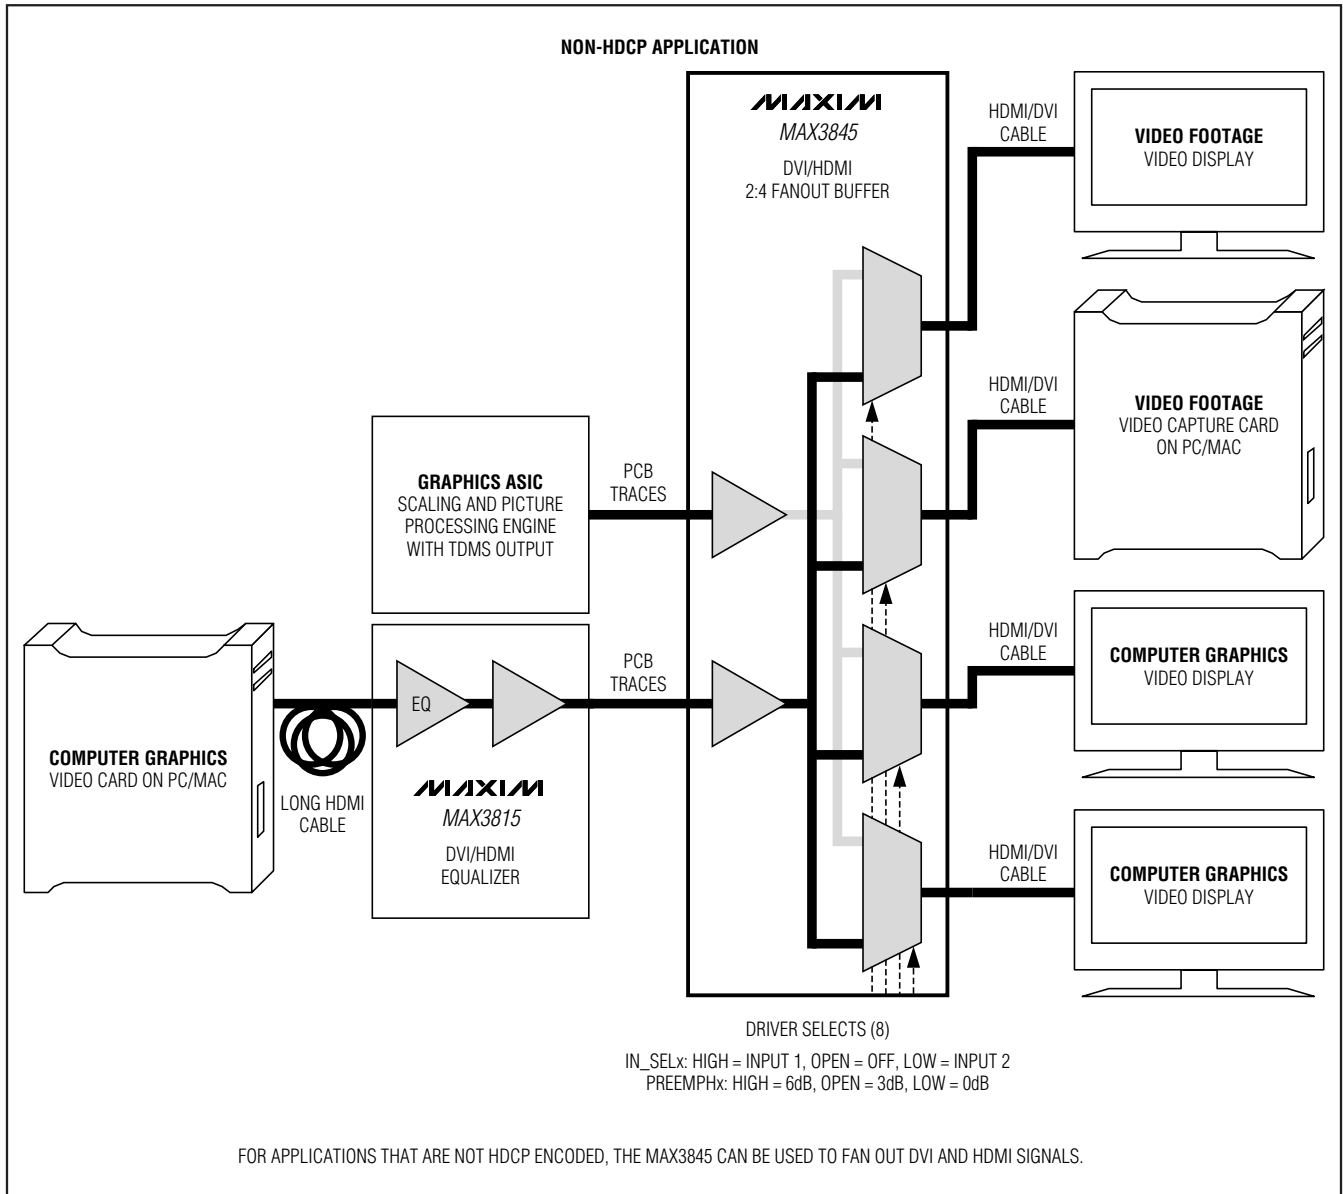 NON-HDCP APPLICATION
MAXIM
MAX3845
DVI/HDMI
2:4 FANOUT BUFFER
HDMI/DVI
CABLE
VIDEO FOOTAGE
VIDEO DISPLAY
HDMI/DVI
CABLE
VIDEO FOOTAGE
VIDEO CAPTURE CARD
ON PC/MAC
GRAPHICS ASIC
SCALING AND PICTURE
PROCESSING ENGINE
WITH TDMS OUTPUT
PCB
TRACES
HDMI/DVI
CABLE
COMPUTER GRAPHICS
VIDEO DISPLAY
PCB
TRACES
EQ
COMPUTER GRAPHICS
VIDEO CARD ON PC/MAC
LONG HDMI
CABLE
MAXIM
MAX3815
DVI/HDMI
EQUALIZER
HDMI/DVI
CABLE
COMPUTER GRAPHICS
VIDEO DISPLAY
DRIVER SELECTS (8)
IN_SELx: HIGH = INPUT 1, OPEN = OFF, LOW = INPUT 2
PREEMPHx: HIGH = 6dB, OPEN = 3dB, LOW = 0dB
FOR APPLICATIONS THAT ARE NOT HDCP ENCODED, THE MAX3845 CAN BE USED TO FAN OUT DVI AND HDMI SIGNALS.